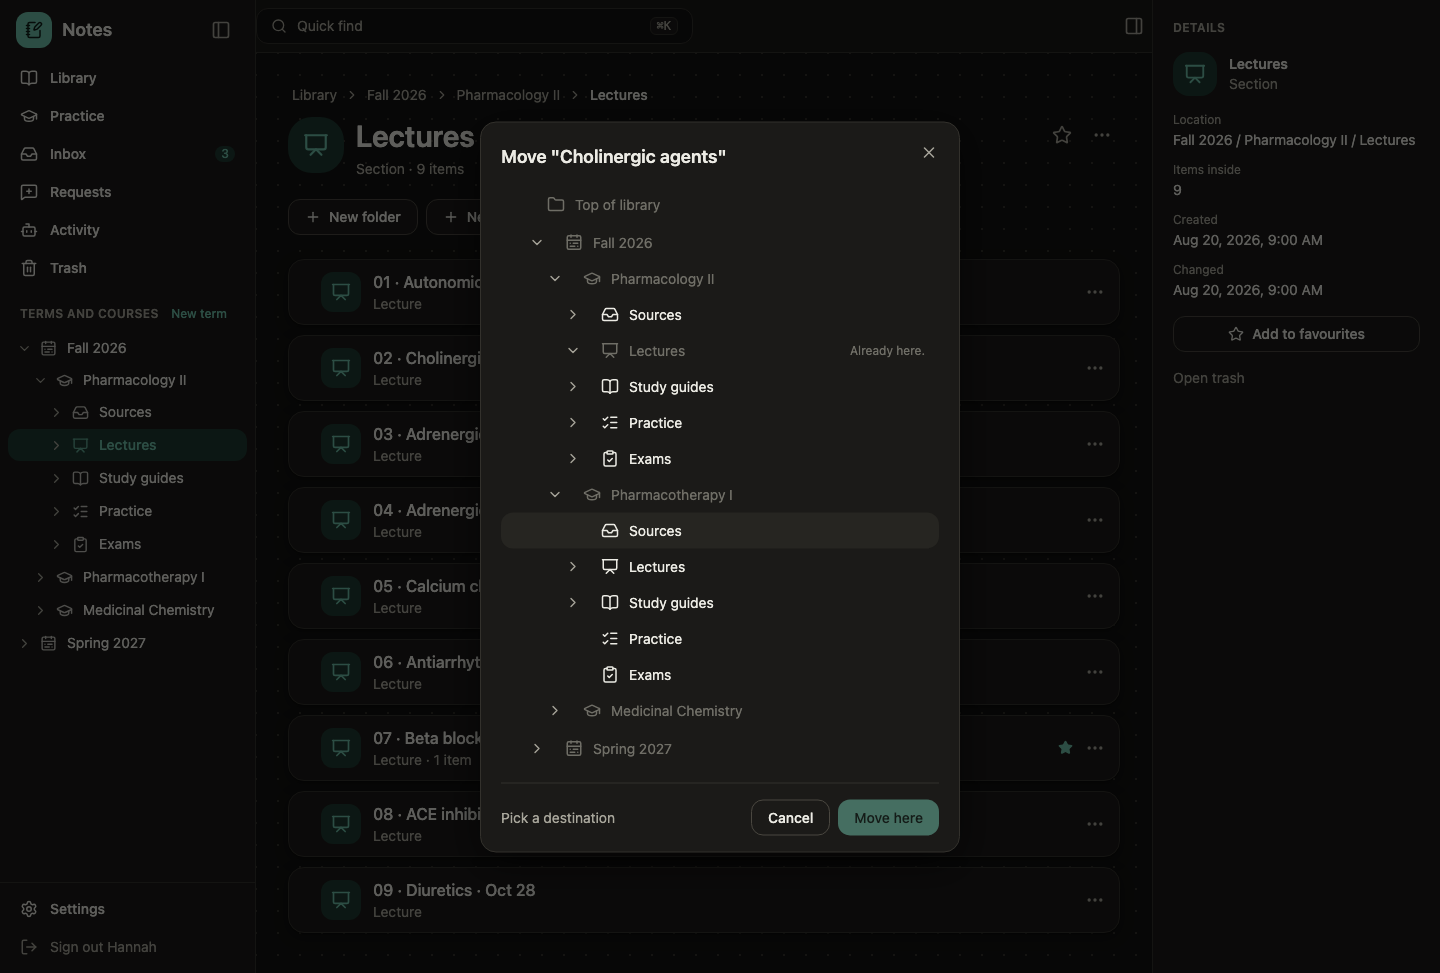 Notes
Quick find
⌘K
Library
Practice
Inbox
3
Requests
Activity
Trash
TERMS AND COURSES
New term
Fall 2026
Pharmacology II
Sources
Lectures
Study guides
Practice
Exams
Pharmacotherapy I
Medicinal Chemistry
Spring 2027
Settings
Sign out Hannah
Library > Fall 2026 > Pharmacology II > Lectures
Lectures
Section · 9 items
New folder
01 · Autonomic
Lecture
02 ·
Lecture
03 ·
Lecture
04 ·
Lecture
05 · Calcium
Lecture
06 ·
Lecture
07 · Beta
Lecture · 1 item
08 · ACE
Lecture
09 · Diuretics · Oct 28
Lecture
Move "Cholinergic agents"
Top of library
Fall 2026
Pharmacology II
Sources
Lectures
Already here.
Study guides
Practice
Exams
Pharmacotherapy I
Sources
Lectures
Study guides
Practice
Exams
Medicinal Chemistry
Spring 2027
Pick a destination
Cancel
Move here
DETAILS
Lectures
Section
Location
Fall 2026 / Pharmacology II / Lectures
Items inside
9
Created
Aug 20, 2026, 9:00 AM
Changed
Aug 20, 2026, 9:00 AM
Add to favourites
Open trash